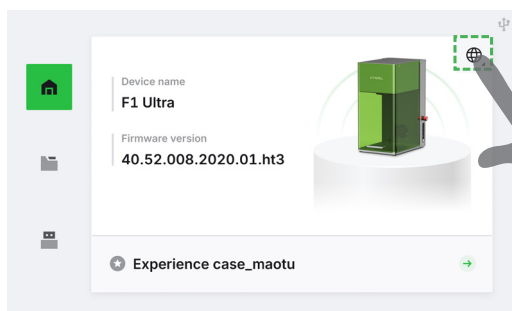 Device name
F1 Ultra
Firmware version
40.52.008.2020.01.ht3
Experience case_maotu